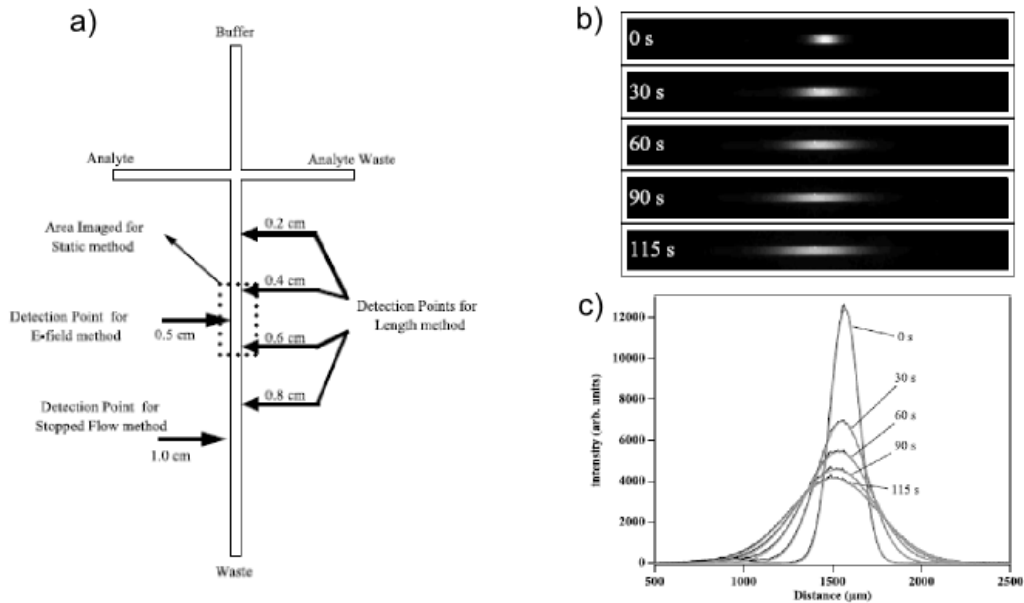 a)
Buffer
Analyte
Analyte Waste
Area Imaged for
Static method
0.2 cm
0.4 cm
Detection Point for
E-field method
0.5 cm
Detection Points for
Length method
0.6 cm
0.8 cm
Detection Point for
Stopped Flow method
1.0 cm
Waste
b)
0 s
30 s
60 s
90 s
115 s
c)
intensity (arb. units)
12000
10000
8000
6000
4000
2000
0
0 s
30 s
60 s
90 s
115 s
500
1000
1500
2000
2500
Distance (μm)